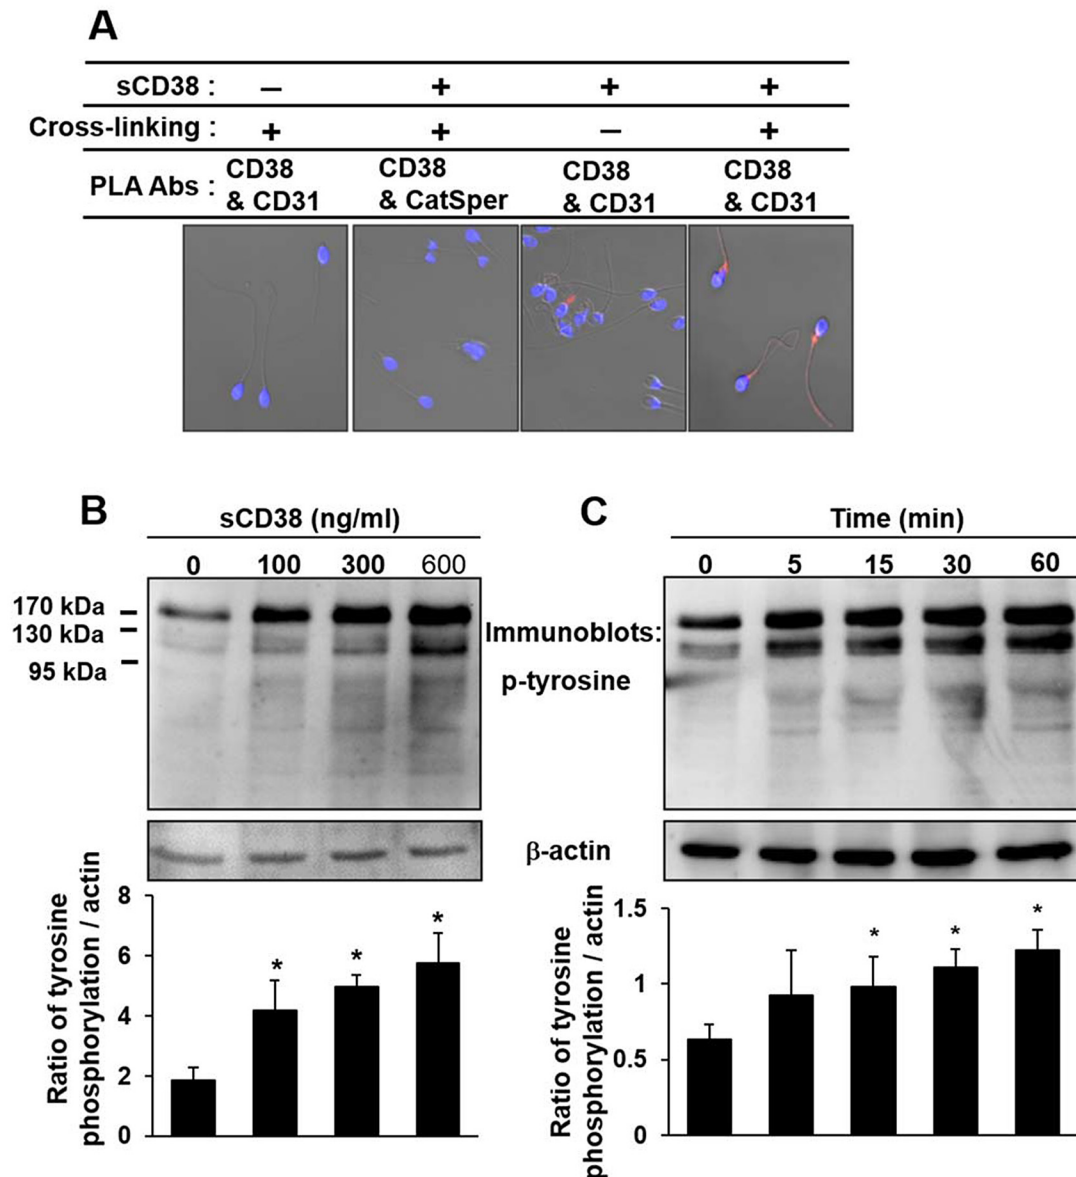 A
sCD38 : – + + +
Cross-linking : + + – +
PLA Abs : CD38 & CD31 CD38 & CatSper CD38 & CD31 CD38 & CD31
B
sCD38 (ng/ml)
0 100 300 600
170 kDa
130 kDa
95 kDa
C
Time (min)
0 5 15 30 60
Immunoblots:
p-tyrosine
β-actin
Ratio of tyrosine
phosphorylation / actin
8
6
4
2
0
* * *
Ratio of tyrosine
phosphorylation / actin
1.5
1
0.5
0
* * *